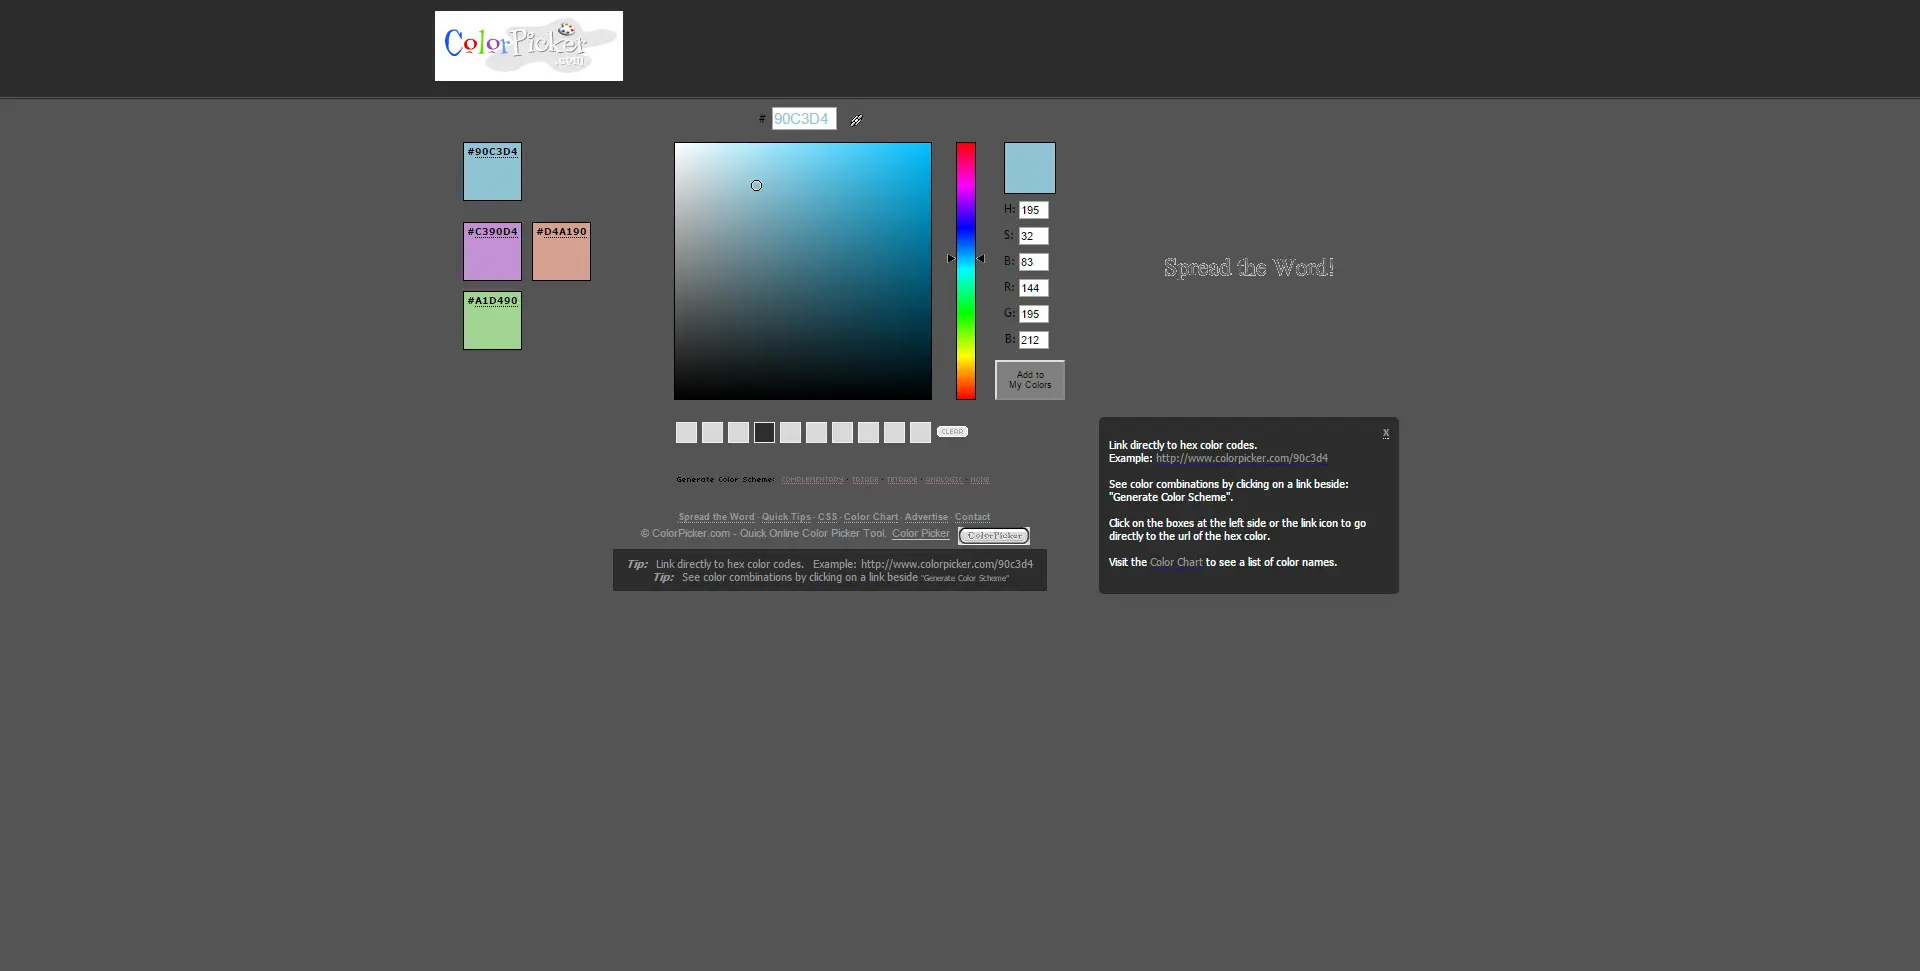 ColorPicker
.com
# 90C3D4
#90C3D4
#C390D4
#D4A190
#A1D490
H: 195
S: 32
B: 83
R: 144
G: 195
B: 212
Add to
My Colors
Spread the Word!
CLEAR
Generate Color Scheme: COMPLEMENTARY · TRIADE · TETRADE · ANALOGIC · NONE
Spread the Word · Quick Tips · CSS · Color Chart · Advertise · Contact
© ColorPicker.com - Quick Online Color Picker Tool. Color Picker ColorPicker
Tip: Link directly to hex color codes. Example: http://www.colorpicker.com/90c3d4
Tip: See color combinations by clicking on a link beside "Generate Color Scheme"
x
Link directly to hex color codes.
Example: http://www.colorpicker.com/90c3d4
See color combinations by clicking on a link beside:
"Generate Color Scheme".
Click on the boxes at the left side or the link icon to go
directly to the url of the hex color.
Visit the Color Chart to see a list of color names.